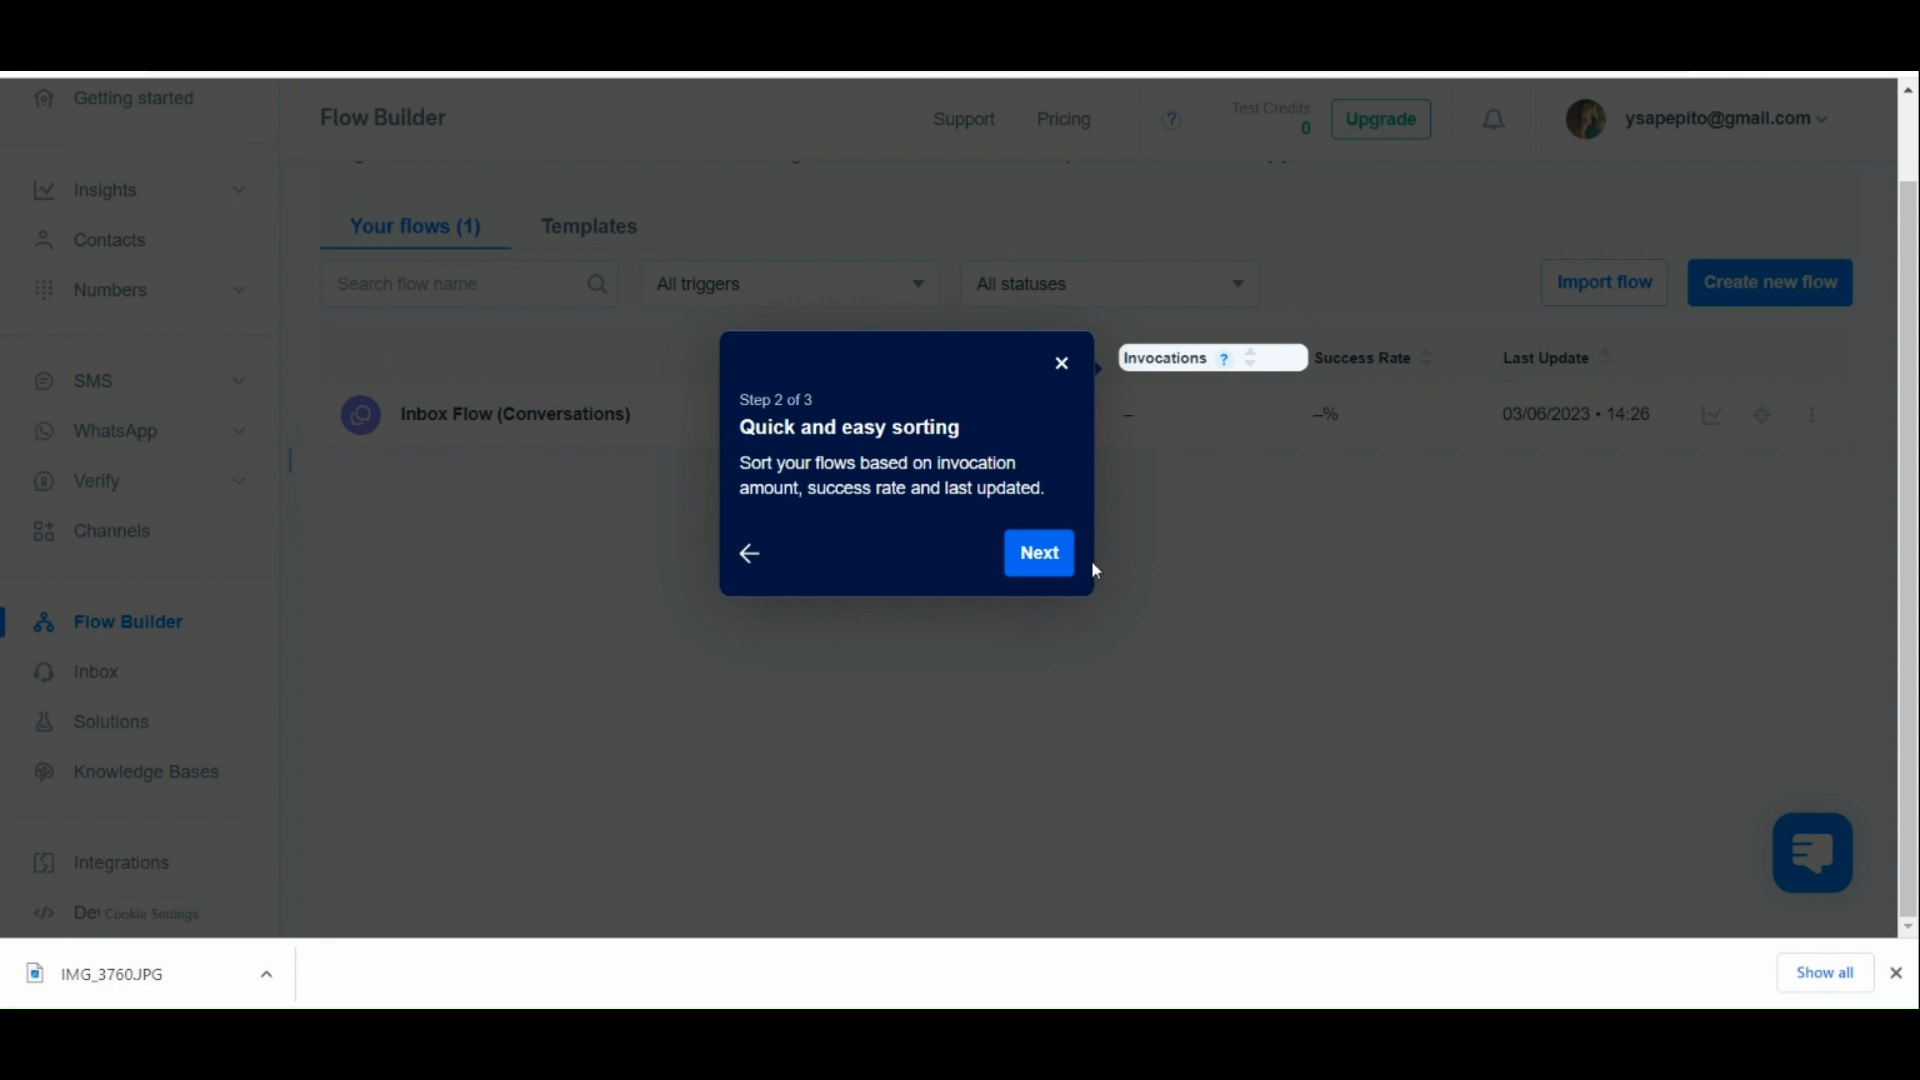 Getting started
Flow Builder
Support
Pricing
?
Test Credits
0
Upgrade
ysapepito@gmail.com
Insights
Contacts
Numbers
SMS
WhatsApp
Verify
Channels
Flow Builder
Inbox
Solutions
Knowledge Bases
Integrations
Dev
Cookie Settings
Your flows (1)
Templates
Search flow name
All triggers
All statuses
Import flow
Create new flow
Invocations ?
Success Rate
Last Update
Inbox Flow (Conversations)
–
–%
03/06/2023 • 14:26
Step 2 of 3
Quick and easy sorting
Sort your flows based on invocation
amount, success rate and last updated.
Next
IMG_3760.JPG
Show all